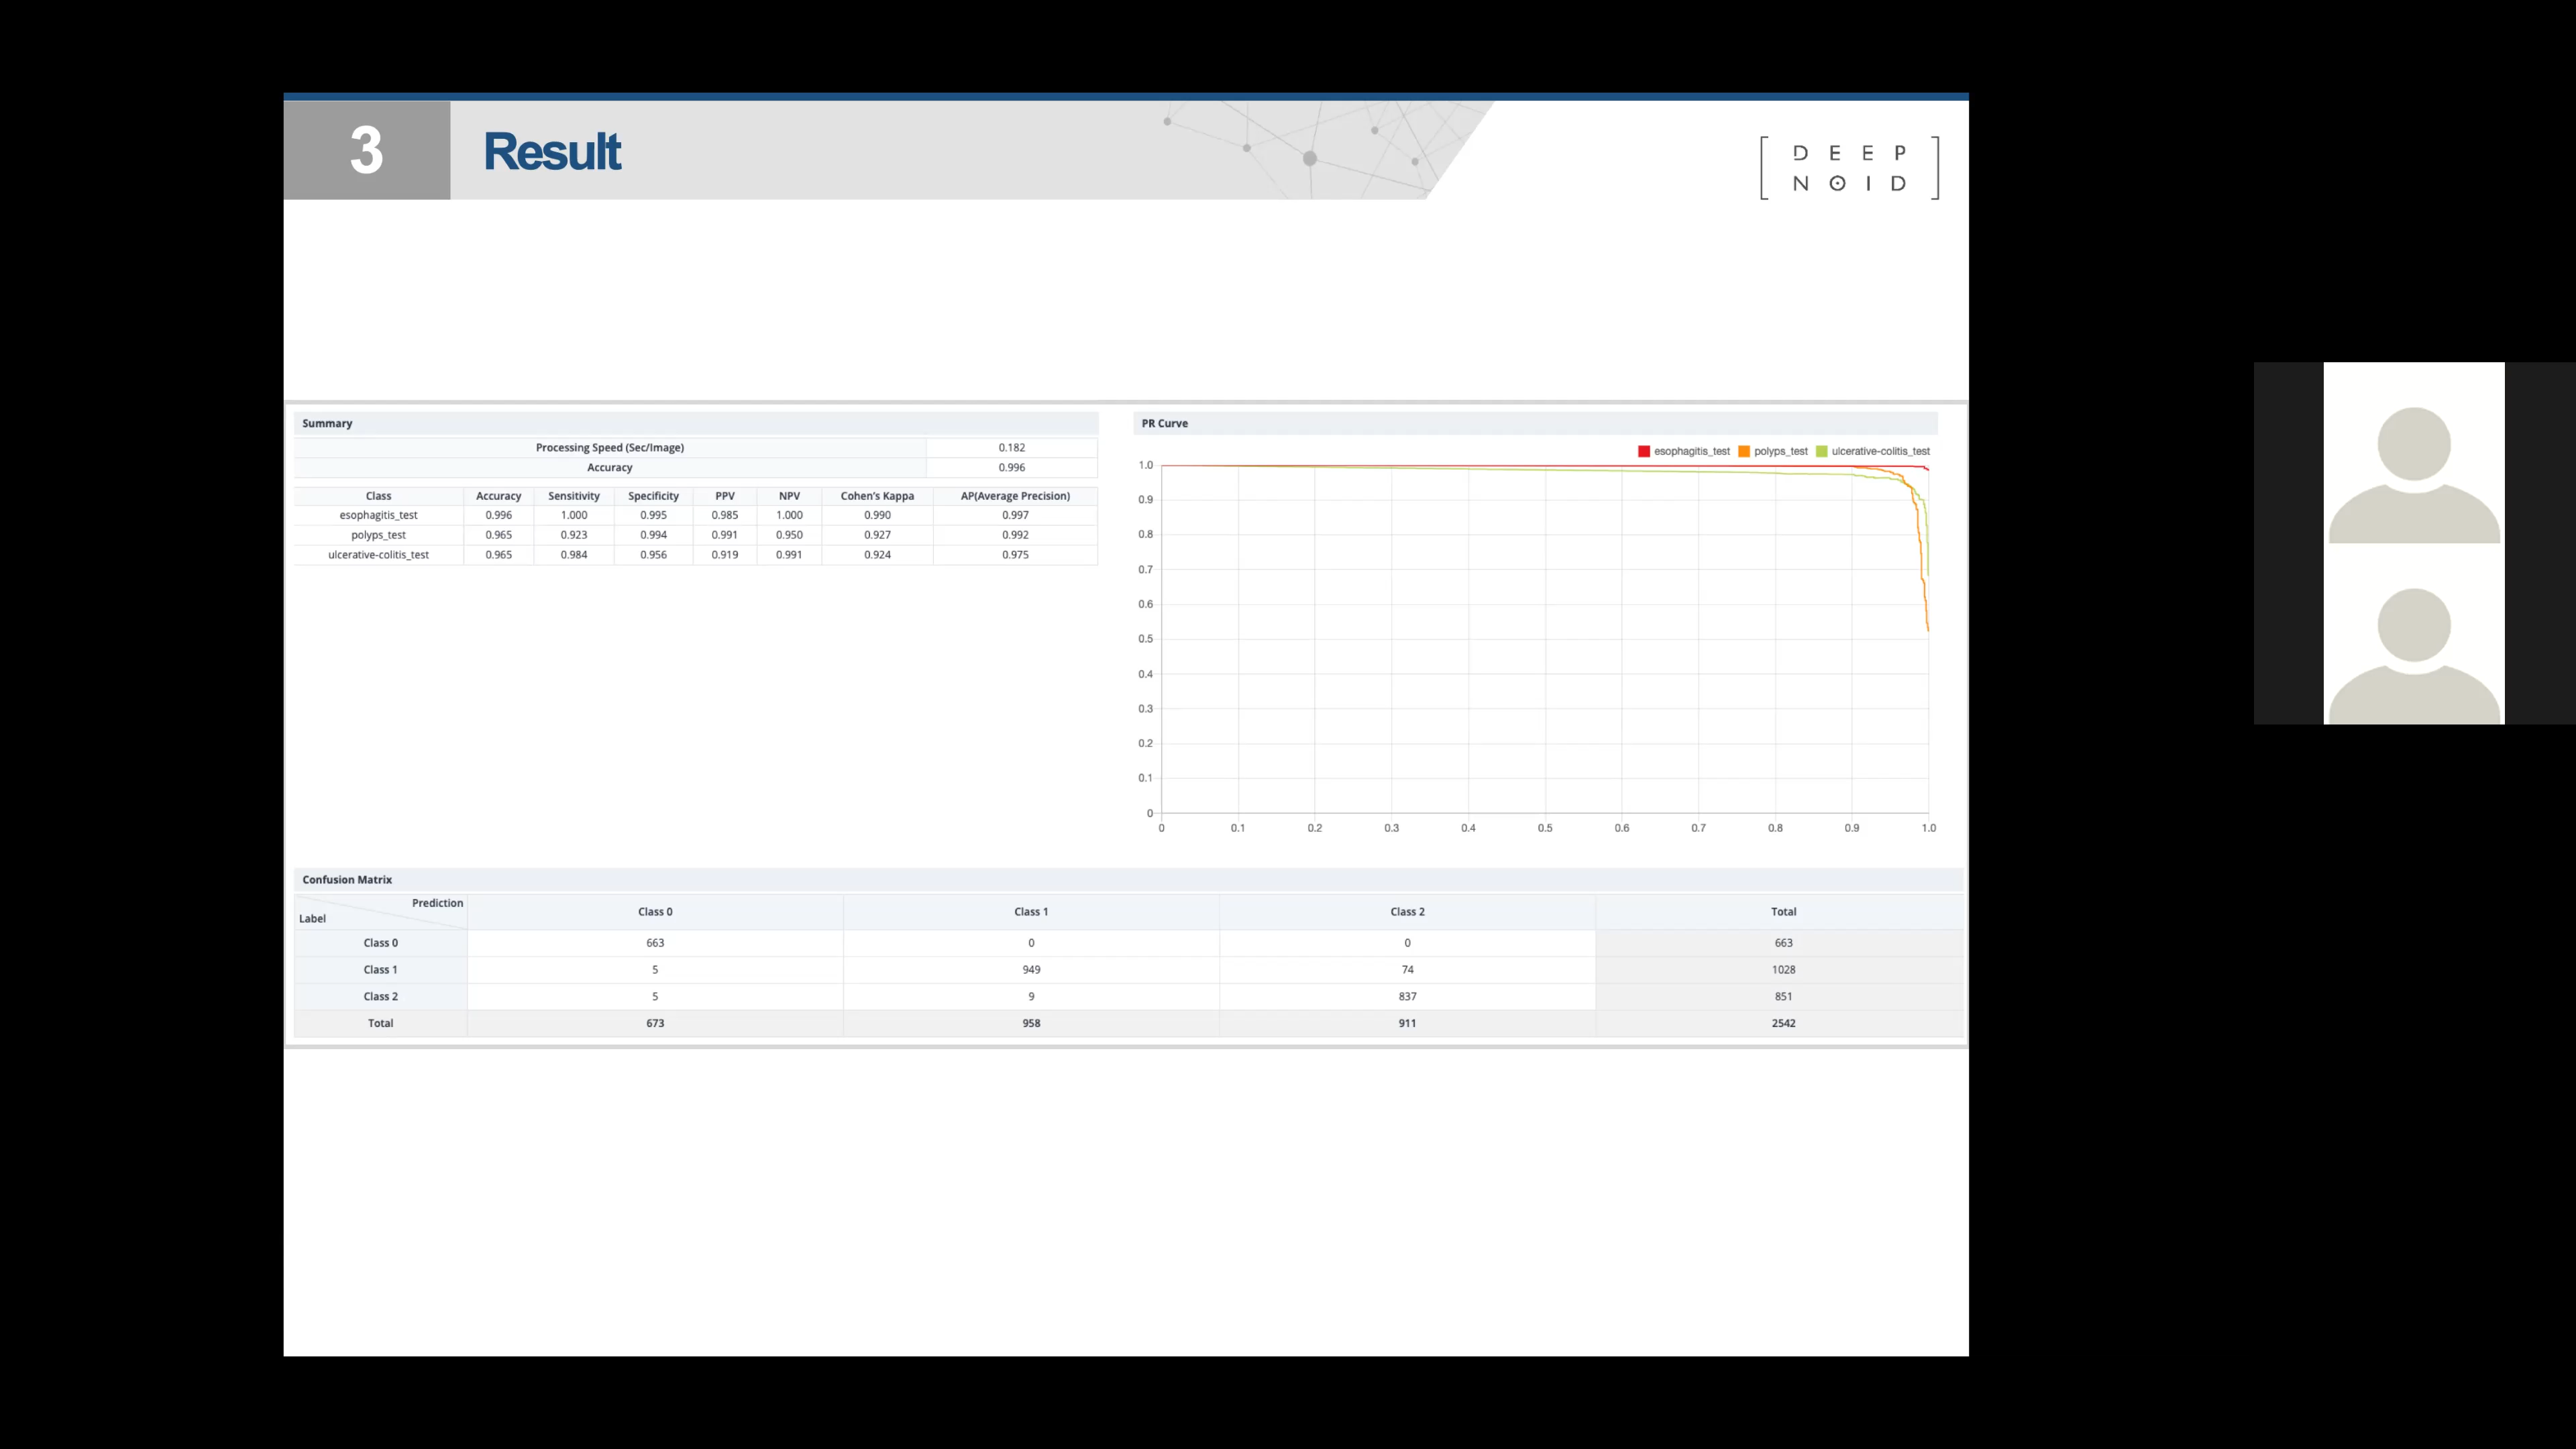 3
Result
DEEP
NOID
Summary
Processing Speed (Sec/Image) 0.182
Accuracy 0.996
Class Accuracy Sensitivity Specificity PPV NPV Cohen's Kappa AP(Average Precision)
esophagitis_test 0.996 1.000 0.995 0.985 1.000 0.990 0.997
polyps_test 0.965 0.923 0.994 0.991 0.950 0.927 0.992
ulcerative-colitis_test 0.965 0.984 0.956 0.919 0.991 0.924 0.975
PR Curve
esophagitis_test polyps_test ulcerative-colitis_test
1.0
0.9
0.8
0.7
0.6
0.5
0.4
0.3
0.2
0.1
0
0 0.1 0.2 0.3 0.4 0.5 0.6 0.7 0.8 0.9 1.0
Confusion Matrix
Prediction
Label
Class 0 Class 1 Class 2 Total
Class 0 663 0 0 663
Class 1 5 949 74 1028
Class 2 5 9 837 851
Total 673 958 911 2542